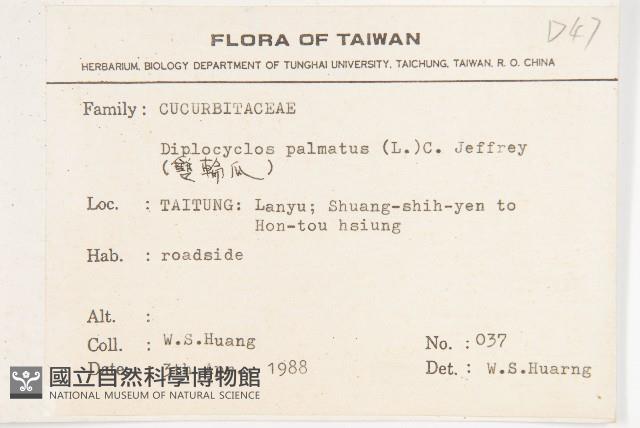 D47
FLORA OF TAIWAN
HERBARIUM, BIOLOGY DEPARTMENT OF TUNGHAI UNIVERSITY, TAICHUNG, TAIWAN, R. O. CHINA
Family : CUCURBITACEAE
Diplocyclos palmatus (L.)C. Jeffrey
(雙輪瓜)
Loc. : TAITUNG: Lanyu; Shuang-shih-yen to
Hon-tou hsiung
Hab. : roadside
Alt. :
Coll. : W.S.Huang No. : 037
1988 Det. : W.S.Huarng
國立自然科學博物館
NATIONAL MUSEUM OF NATURAL SCIENCE